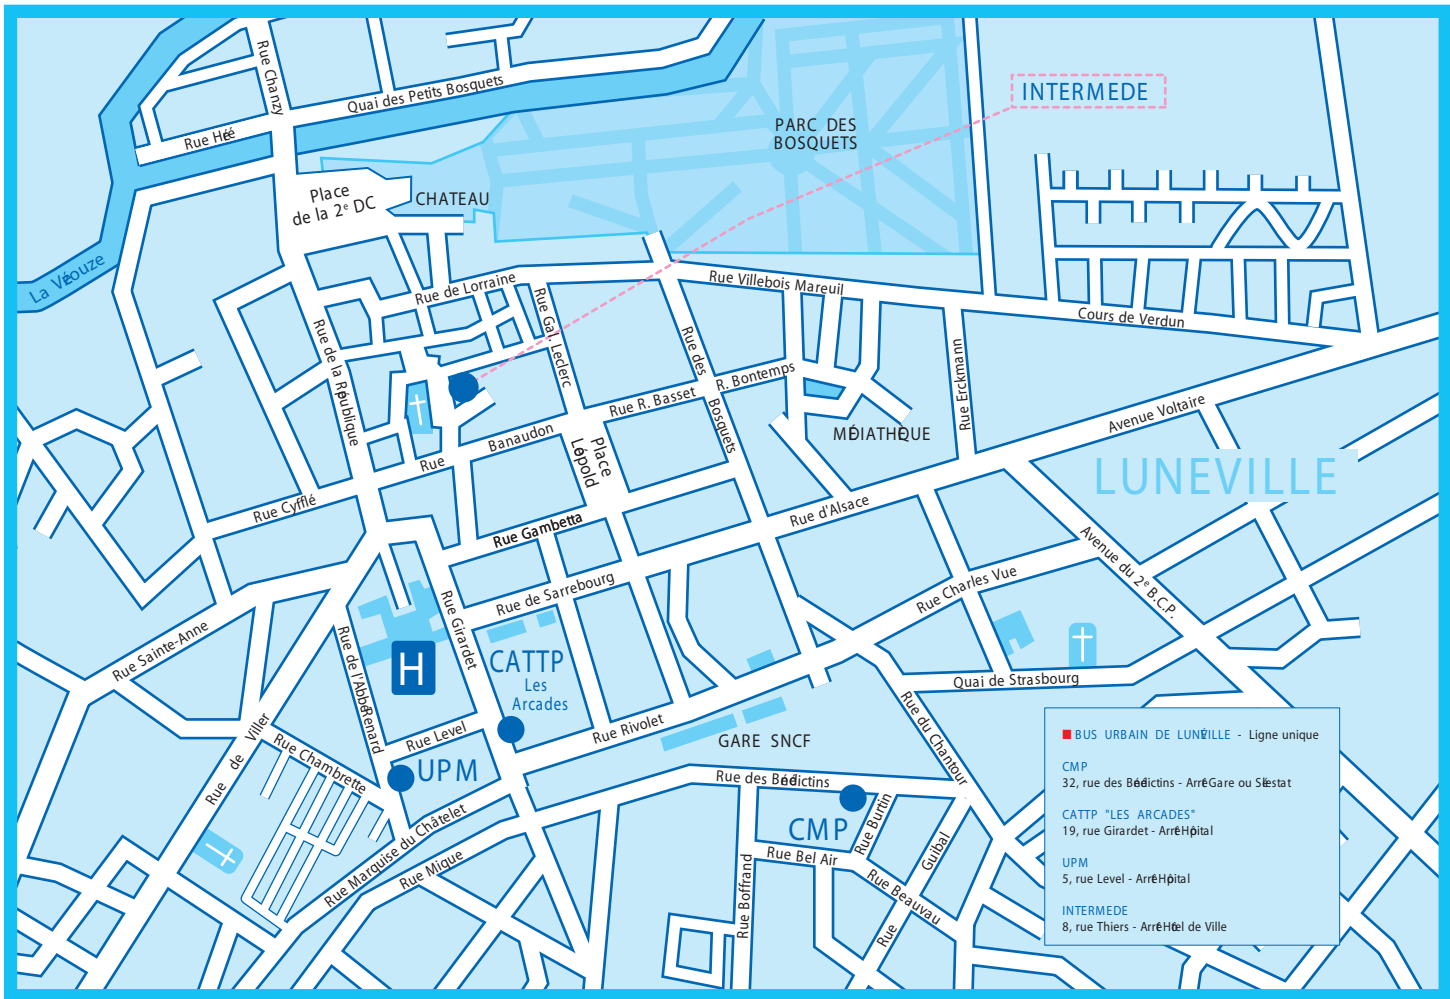 Rue Chanzy
Quai des Petits Bosquets
INTERMEDE
Rue Héré
PARC DES
BOSQUETS
Place
de la 2e DC
CHATEAU
La Vézouze
Rue de Lorraine
Rue Villebois Mareuil
Cours de Verdun
Rue de la République
Rue Gal. Leclerc
Rue des Bosquets
R. Bontemps
Rue Erckmann
Rue R. Basset
Avenue Voltaire
MÉDIATHÈQUE
Rue Banaudon
Place
Léopold
LUNEVILLE
Rue Cyfflé
Rue Gambetta
Rue d'Alsace
Avenue du 2e B.C.P.
Rue de Sarrebourg
Rue Charles Vue
Rue Girardet
Rue Sainte-Anne
Rue de l'Abbé Renard
H
CATTP
Les
Arcades
Quai de Strasbourg
Rue de Viller
Rue Level
Rue Rivolet
GARE SNCF
Rue du Chantour
Rue Chambrette
UPM
Rue des Bénédictins
CMP
Rue Burtin
Rue Marquise du Châtelet
Rue Mique
Rue Bel Air
Rue Guibal
Rue Boffrand
Rue Beauvau
BUS URBAIN DE LUNÉVILLE - Ligne unique
CMP
32, rue des Bénédictins - Arrêt Gare ou Sélestat
CATTP "LES ARCADES"
19, rue Girardet - Arrêt Hôpital
UPM
5, rue Level - Arrêt Hôpital
INTERMEDE
8, rue Thiers - Arrêt Hôtel de Ville